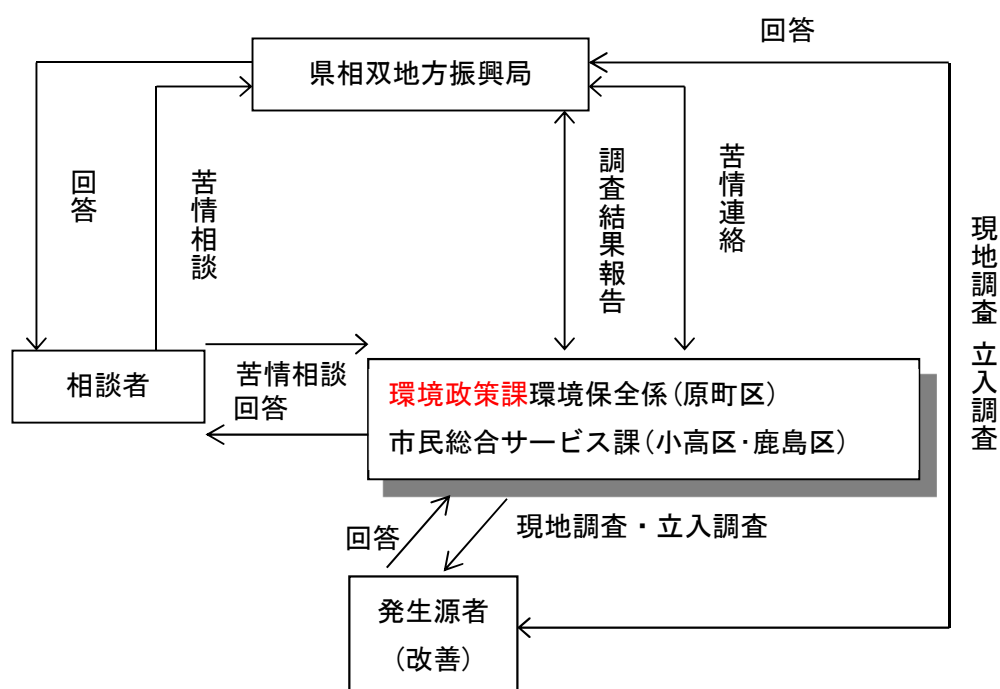 回答
県相双地方振興局
回答
苦情相談
調査結果報告
苦情連絡
現地調査 立入調査
相談者
苦情相談
回答
環境政策課環境保全係(原町区)
市民総合サービス課(小高区・鹿島区)
回答
現地調査・立入調査
発生源者
(改善)